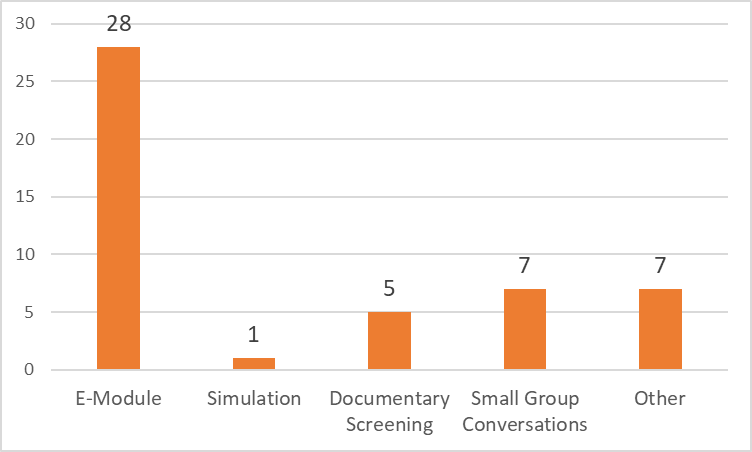 30
25
20
15
10
5
0
28
1
5
7
7
E-Module
Simulation
Documentary
Screening
Small Group
Conversations
Other